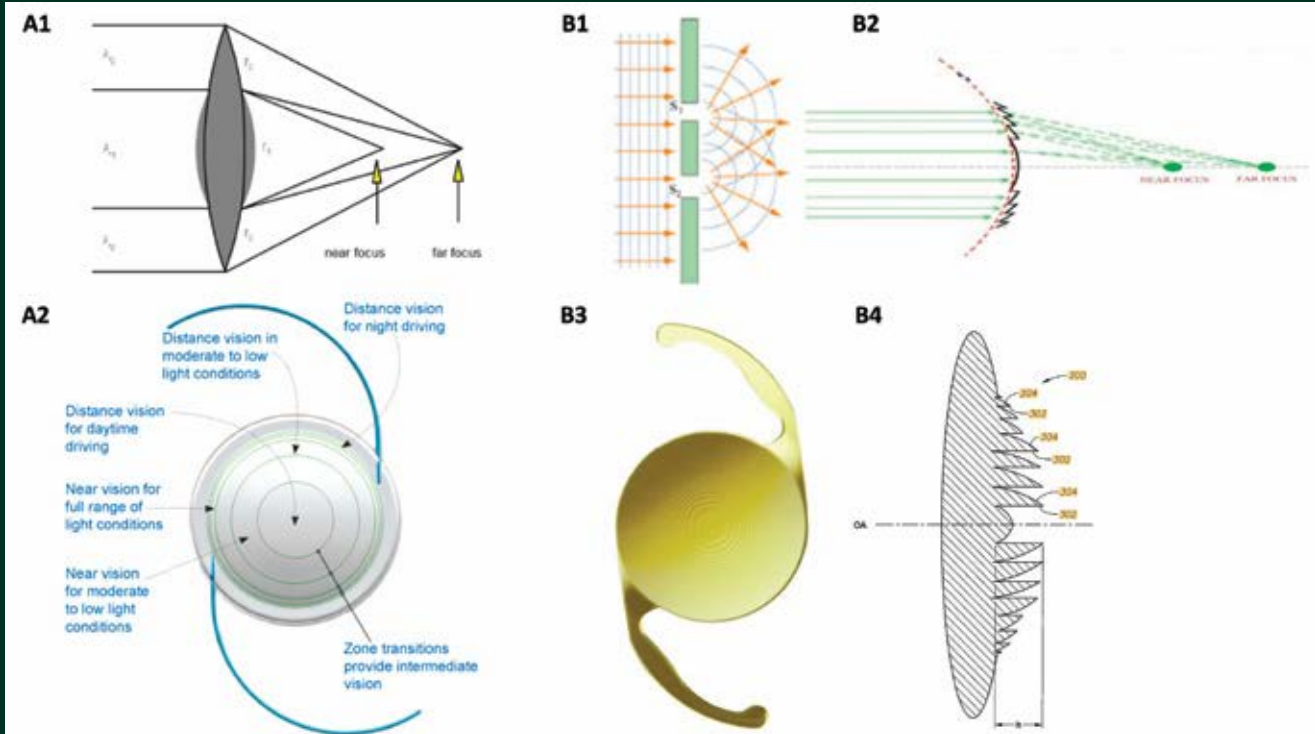 A1
near focus
far focus
B1
S1
S2
B2
NEAR FOCUS
FAR FOCUS
A2
Distance vision
for night driving
Distance vision in
moderate to low
light conditions
Distance vision
for daytime
driving
Near vision for
full range of
light conditions
Near vision
for moderate
to low light
conditions
Zone transitions
provide intermediate
vision
B3
B4
300
304
302
304
302
304
302
OA
h